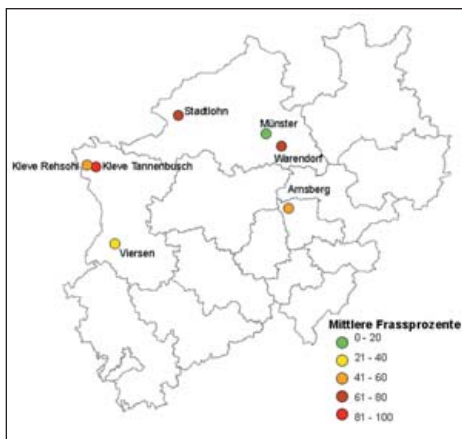 Stadtlohn
Münster
Warendorf
Kleve Rehsohl
Kleve Tannenbusch
Arnsberg
Viersen
Mittlere Frassprozente
0 - 20
21 - 40
41 - 60
61 - 80
81 - 100